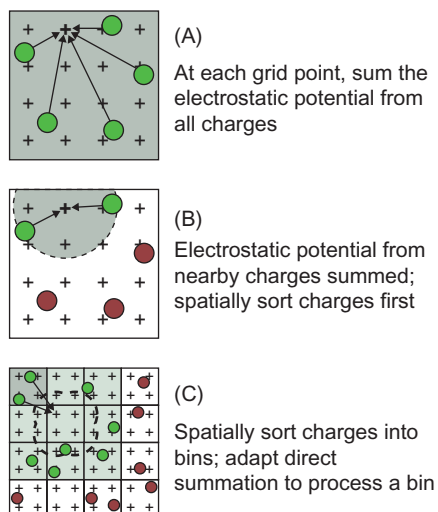 (A)
At each grid point, sum the
electrostatic potential from
all charges
(B)
Electrostatic potential from
nearby charges summed;
spatially sort charges first
(C)
Spatially sort charges into
bins; adapt direct
summation to process a bin